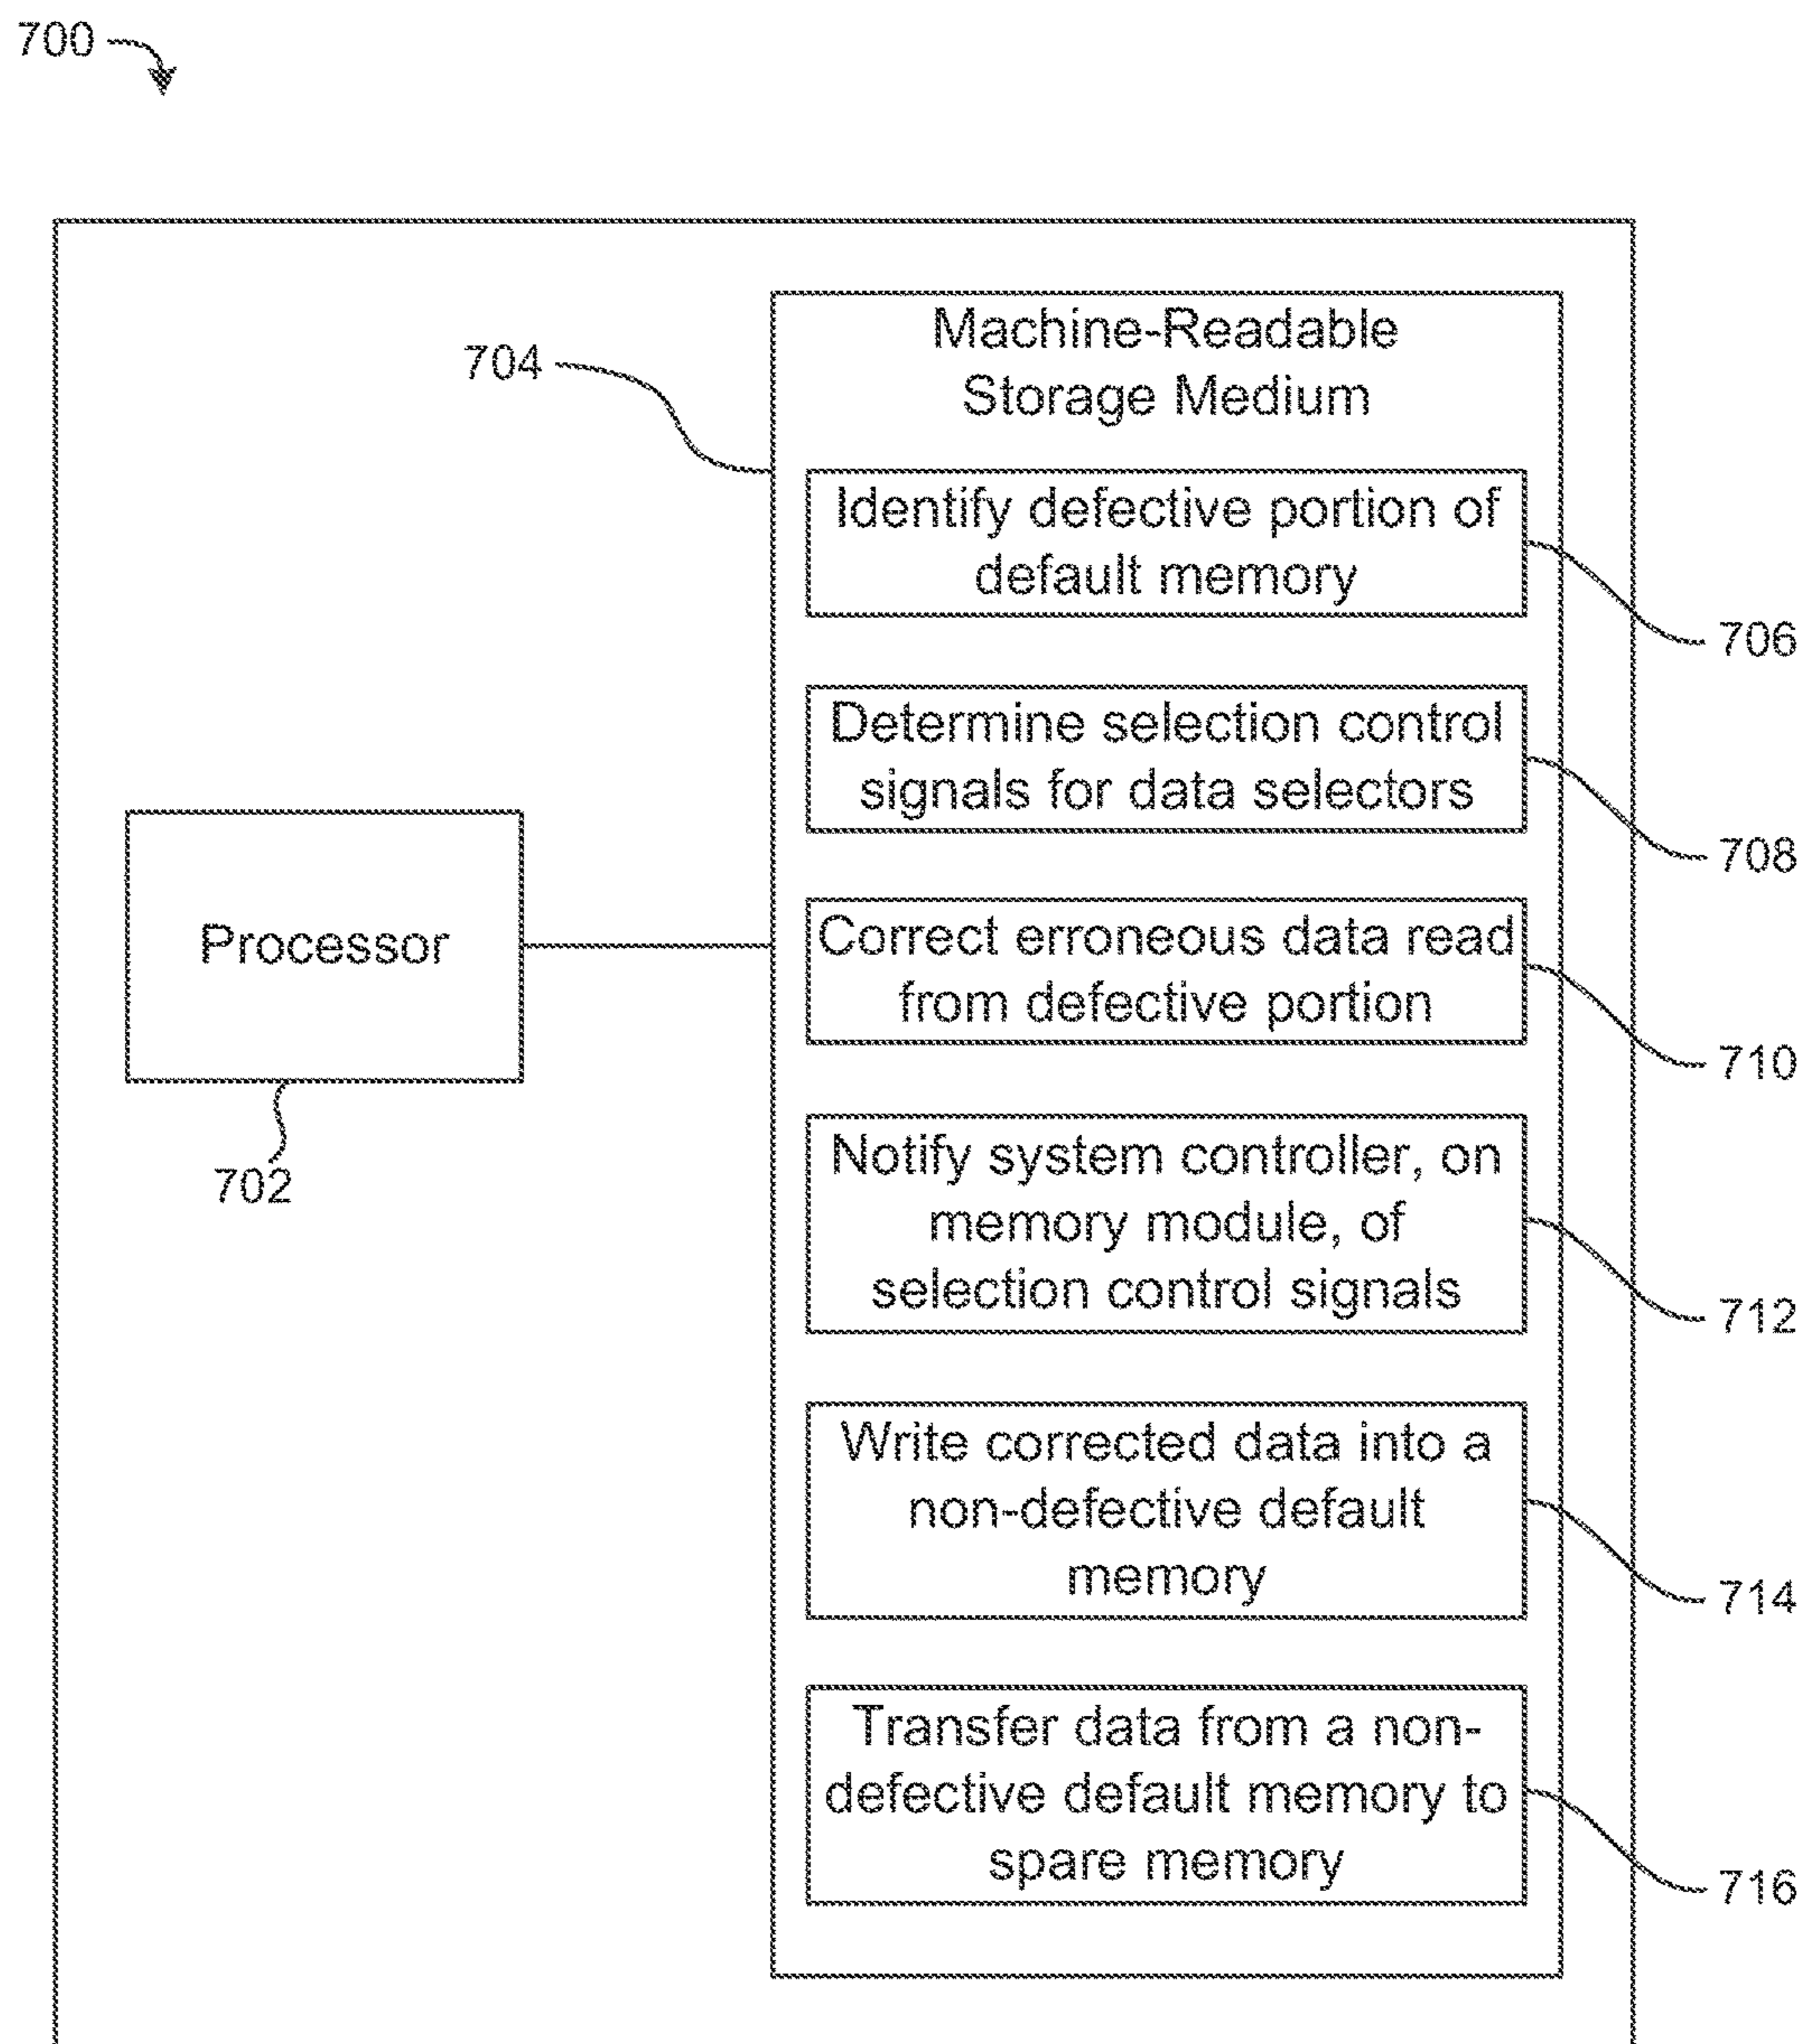 700
Machine-Readable
Storage Medium
704
Identify defective portion of
default memory
706
Determine selection control
signals for data selectors
708
Processor
702
Correct erroneous data read
from defective portion
710
Notify system controller, on
memory module, of
selection control signals
712
Write corrected data into a
non-defective default
memory
714
Transfer data from a non-
defective default memory to
spare memory
716